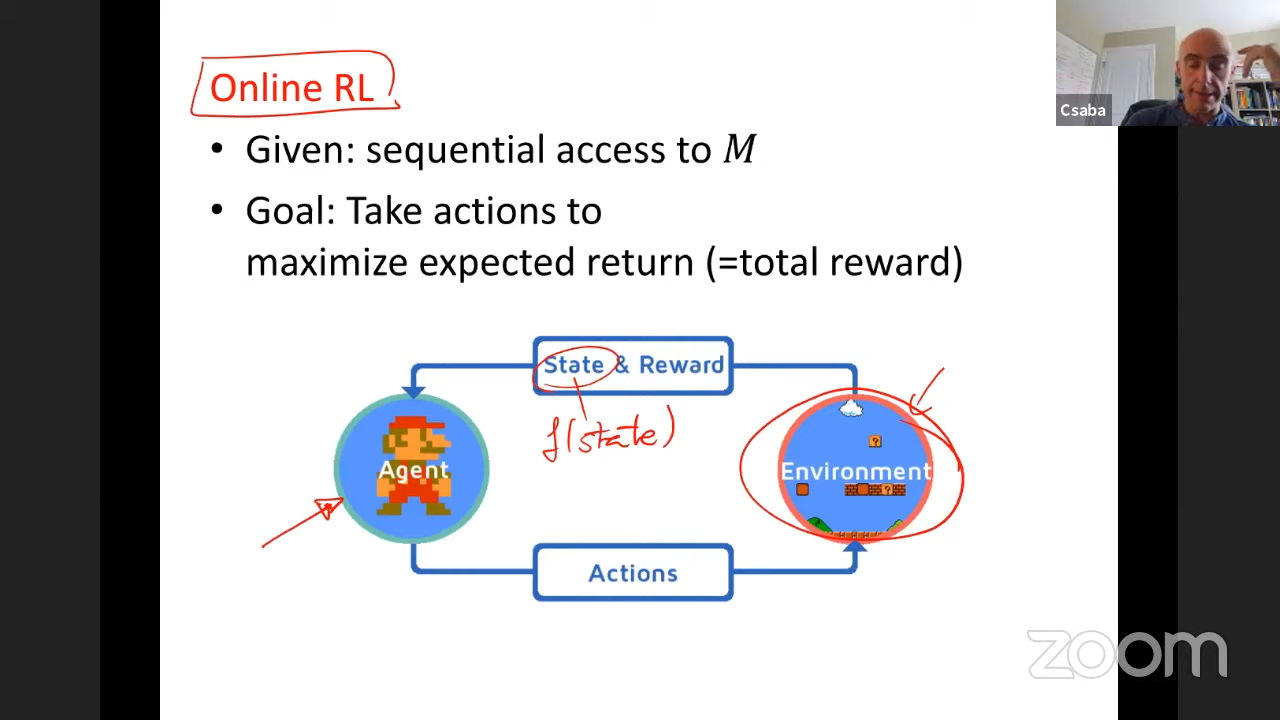 Online RL
Csaba
• Given: sequential access to M
• Goal: Take actions to
maximize expected return (=total reward)
State & Reward
f(state)
Agent
Environment
?
?
Actions
zoom